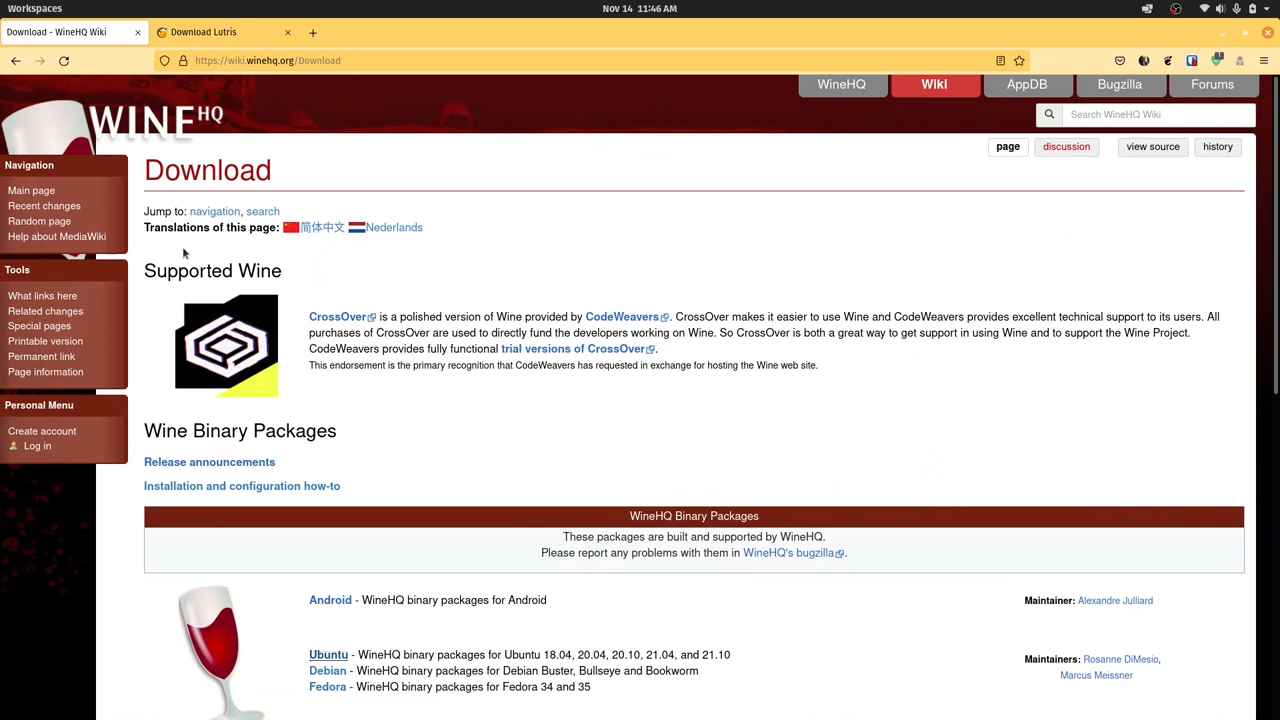 Workspaces
Nov 14 11:46 AM
Download - WineHQ Wiki
Download Lutris
https://wiki.winehq.org/Download
WineHQ
Wiki
AppDB
Bugzilla
Forums
WINE HQ
Search WineHQ Wiki
page
discussion
view source
history
Navigation
Main page
Recent changes
Random page
Help about MediaWiki
Tools
What links here
Related changes
Special pages
Printable version
Permanent link
Page information
Personal Menu
Create account
Log in
Download
Jump to: navigation, search
Translations of this page: 简体中文 Nederlands
Supported Wine
CrossOver is a polished version of Wine provided by CodeWeavers. CrossOver makes it easier to use Wine and CodeWeavers provides excellent technical support to its users. All
purchases of CrossOver are used to directly fund the developers working on Wine. So CrossOver is both a great way to get support in using Wine and to support the Wine Project.
CodeWeavers provides fully functional trial versions of CrossOver.
This endorsement is the primary recognition that CodeWeavers has requested in exchange for hosting the Wine web site.
Wine Binary Packages
Release announcements
Installation and configuration how-to
WineHQ Binary Packages
These packages are built and supported by WineHQ.
Please report any problems with them in WineHQ's bugzilla.
Android - WineHQ binary packages for Android
Maintainer: Alexandre Julliard
Ubuntu - WineHQ binary packages for Ubuntu 18.04, 20.04, 20.10, 21.04, and 21.10
Debian - WineHQ binary packages for Debian Buster, Bullseye and Bookworm
Fedora - WineHQ binary packages for Fedora 34 and 35
Maintainers: Rosanne DiMesio,
Marcus Meissner